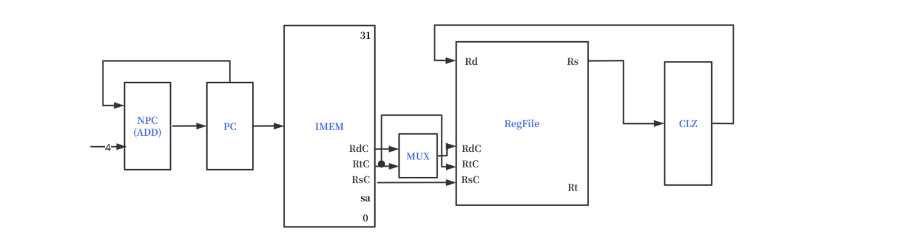 31
Rd
Rs
NPC
(ADD)
PC
IMEM
RegFile
CLZ
4
RdC
MUX
RdC
RtC
RtC
RsC
RsC
Rt
sa
0